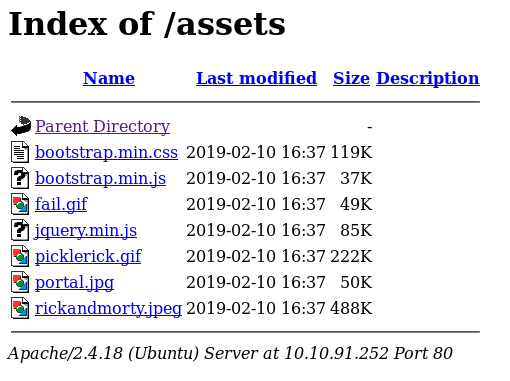 Index of /assets
Name Last modified Size Description
Parent Directory -
bootstrap.min.css 2019-02-10 16:37 119K
bootstrap.min.js 2019-02-10 16:37 37K
fail.gif 2019-02-10 16:37 49K
jquery.min.js 2019-02-10 16:37 85K
picklerick.gif 2019-02-10 16:37 222K
portal.jpg 2019-02-10 16:37 50K
rickandmorty.jpeg 2019-02-10 16:37 488K
Apache/2.4.18 (Ubuntu) Server at 10.10.91.252 Port 80